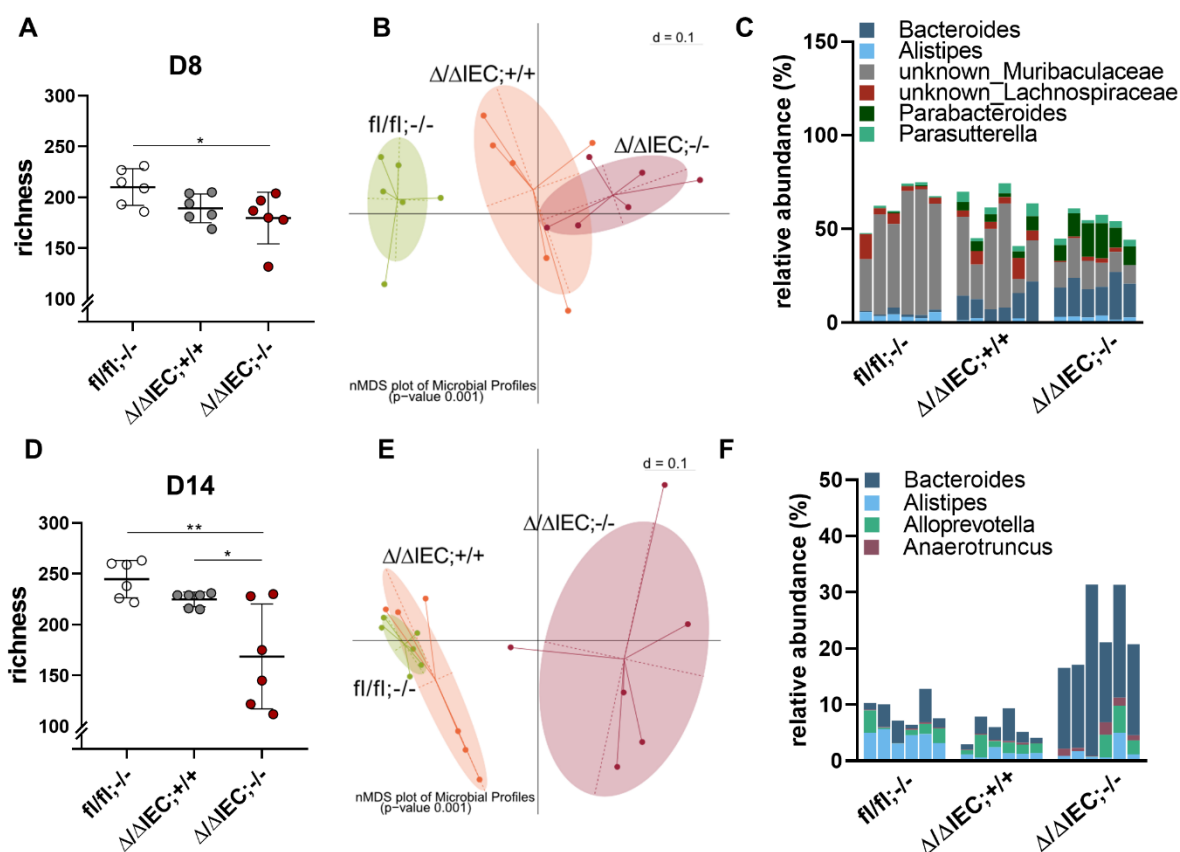 A
D8
richness
300
250
200
150
100
*
fl/fl;-/-
Δ/ΔIEC;+/+
Δ/ΔIEC;-/-
B
d = 0.1
Δ/ΔIEC;+/+
fl/fl;-/-
Δ/ΔIEC;-/-
nMDS plot of Microbial Profiles
(p-value 0.001)
C
Bacteroides
Alistipes
unknown_Muribaculaceae
unknown_Lachnospiraceae
Parabacteroides
Parasutterella
relative abundance (%)
150
100
50
0
fl/fl;-/-
Δ/ΔIEC;+/+
Δ/ΔIEC;-/-
D
D14
richness
300
250
200
150
100
**
*
fl/fl;-/-
Δ/ΔIEC;+/+
Δ/ΔIEC;-/-
E
d = 0.1
Δ/ΔIEC;-/-
Δ/ΔIEC;+/+
fl/fl;-/-
nMDS plot of Microbial Profiles
(p-value 0.001)
F
Bacteroides
Alistipes
Alloprevotella
Anaerotruncus
relative abundance (%)
50
40
30
20
10
0
fl/fl;-/-
Δ/ΔIEC;+/+
Δ/ΔIEC;-/-